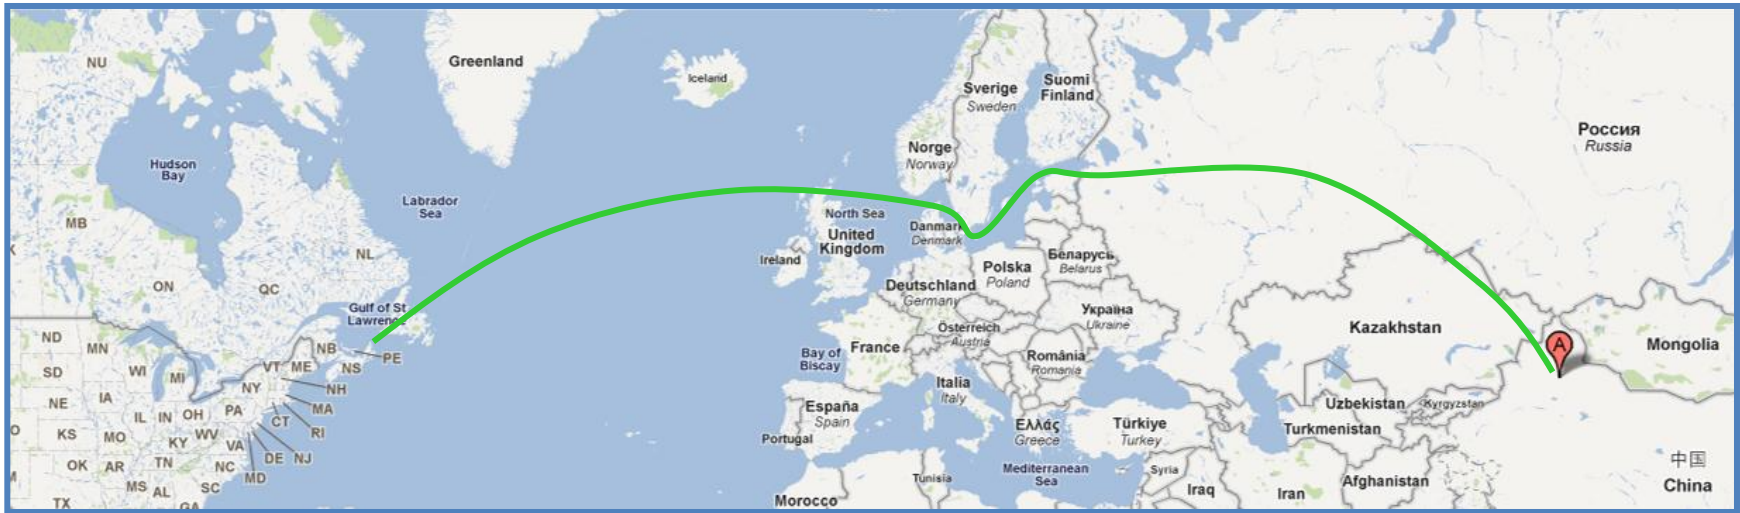 NU
Greenland
Iceland
Sverige
Sweden
Suomi
Finland
Россия
Russia
Norge
Norway
Hudson
Bay
Labrador
Sea
MB
North Sea
United
Kingdom
Danmark
Denmark
NL
Ireland
Polska
Poland
Беларусь
Belarus
ON
QC
Deutschland
Germany
Gulf of St
Lawrence
Україна
Ukraine
Österreich
Austria
Kazakhstan
ND
MN
NB
PE
France
Bay of
Biscay
România
Romania
A
Mongolia
SD
WI
MI
VT
ME
NS
NH
NY
Italia
Italy
NE
IA
IL
IN
OH
PA
MA
CT
RI
España
Spain
Uzbekistan
Kyrgyzstan
KS
MO
KY
WV
VA
Portugal
Ελλάς
Greece
Türkiye
Turkey
Turkmenistan
OK
AR
TN
NC
DE
NJ
MD
Mediterranean
Sea
Syria
Tunisia
Iraq
Iran
Afghanistan
中国
China
MS
AL
SC
TX
GA
Morocco